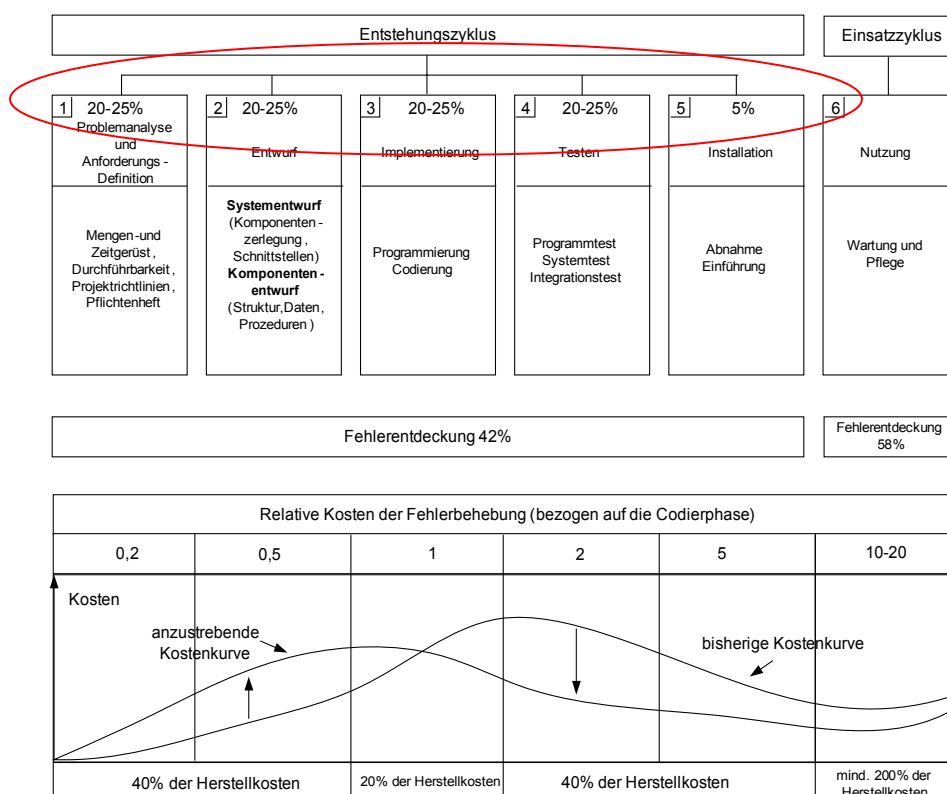 Entstehungszyklus
Einsatzzyklus
1 20-25%
Problemanalyse
und
Anforderungs -
Definition
2 20-25%
Entwurf
3 20-25%
Implementierung
4 20-25%
Testen
5 5%
Installation
6
Nutzung
Mengen-und
Zeitgerüst ,
Durchführbarkeit ,
Projektrichtlinien ,
Pflichtenheft
Systementwurf
(Komponenten -
zerlegung ,
Schnittstellen)
Komponenten -
entwurf
(Struktur,Daten,
Prozeduren )
Programmierung
Codierung
Programmtest
Systemtest
Integrationstest
Abnahme
Einführung
Wartung und
Pflege
Fehlerentdeckung 42%
Fehlerentdeckung
58%
Relative Kosten der Fehlerbehebung (bezogen auf die Codierphase)
0,2 0,5 1 2 5 10-20
Kosten
anzustrebende
Kostenkurve
bisherige Kostenkurve
40% der Herstellkosten 20% der Herstellkosten 40% der Herstellkosten mind. 200% der
Herstellkosten